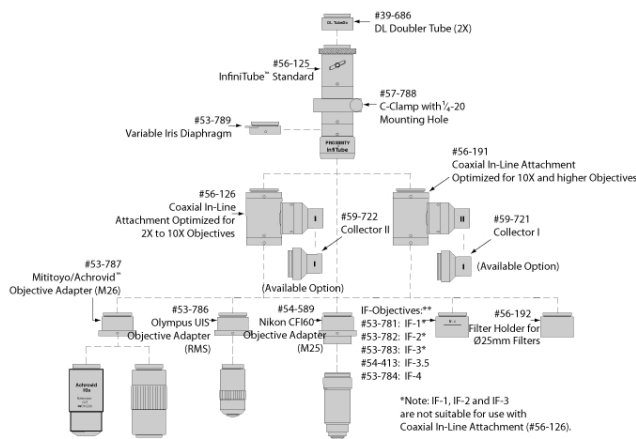 #39-686
DL Doubler Tube (2X)
DL Tube2x
#56-125
InfiniTube™ Standard
#57-788
C-Clamp with ¼-20
Mounting Hole
#53-789
Variable Iris Diaphragm
PROXIMITY
InfiTube
#56-191
Coaxial In-Line Attachment
Optimized for 10X and higher Objectives
#56-126
Coaxial In-Line
Attachment Optimized for
2X to 10X Objectives
I
II
#59-722
Collector II
I
(Available Option)
#59-721
Collector I
I
(Available Option)
#53-787
Mititoyo/Achrovid™
Objective Adapter (M26)
#53-786
Olympus UIS
Objective Adapter
(RMS)
#54-589
Nikon CFI60
Objective Adapter
(M25)
IF-Objectives:**
#53-781: IF-1*
#53-782: IF-2*
#53-783: IF-3*
#54-413: IF-3.5
#53-784: IF-4
#56-192
Filter Holder for
Ø25mm Filters
Achrovid
10x
*Note: IF-1, IF-2 and IF-3
are not suitable for use with
Coaxial In-Line Attachment (#56-126).